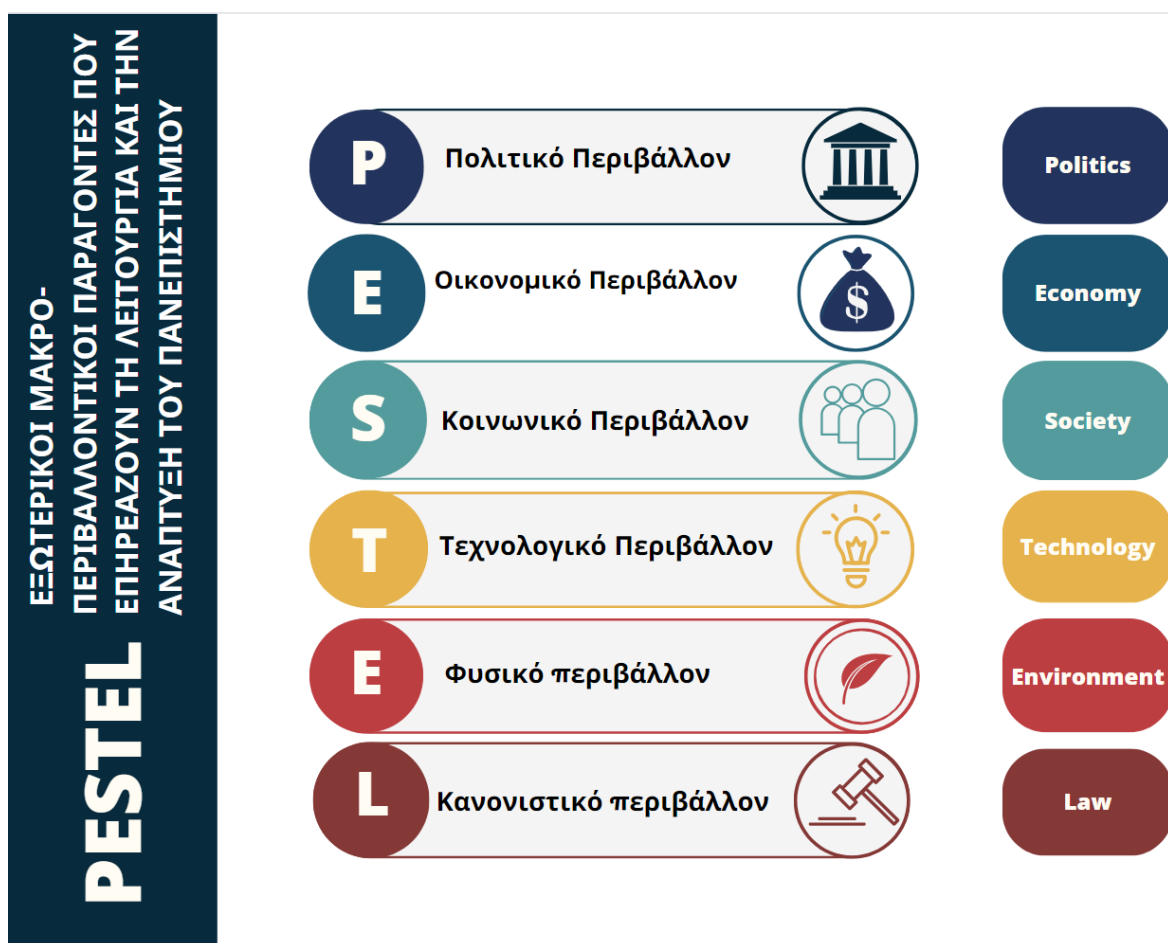 ΕΞΩΤΕΡΙΚΟΙ ΜΑΚΡΟ-
ΠΕΡΙΒΑΛΛΟΝΤΙΚΟΙ ΠΑΡΑΓΟΝΤΕΣ ΠΟΥ
ΕΠΗΡΕΑΖΟΥΝ ΤΗ ΛΕΙΤΟΥΡΓΙΑ ΚΑΙ ΤΗΝ
ΑΝΑΠΤΥΞΗ ΤΟΥ ΠΑΝΕΠΙΣΤΗΜΙΟΥ
PESTEL
P Πολιτικό Περιβάλλον Politics
E Οικονομικό Περιβάλλον $ Economy
S Κοινωνικό Περιβάλλον Society
T Τεχνολογικό Περιβάλλον Technology
E Φυσικό περιβάλλον Environment
L Κανονιστικό περιβάλλον Law